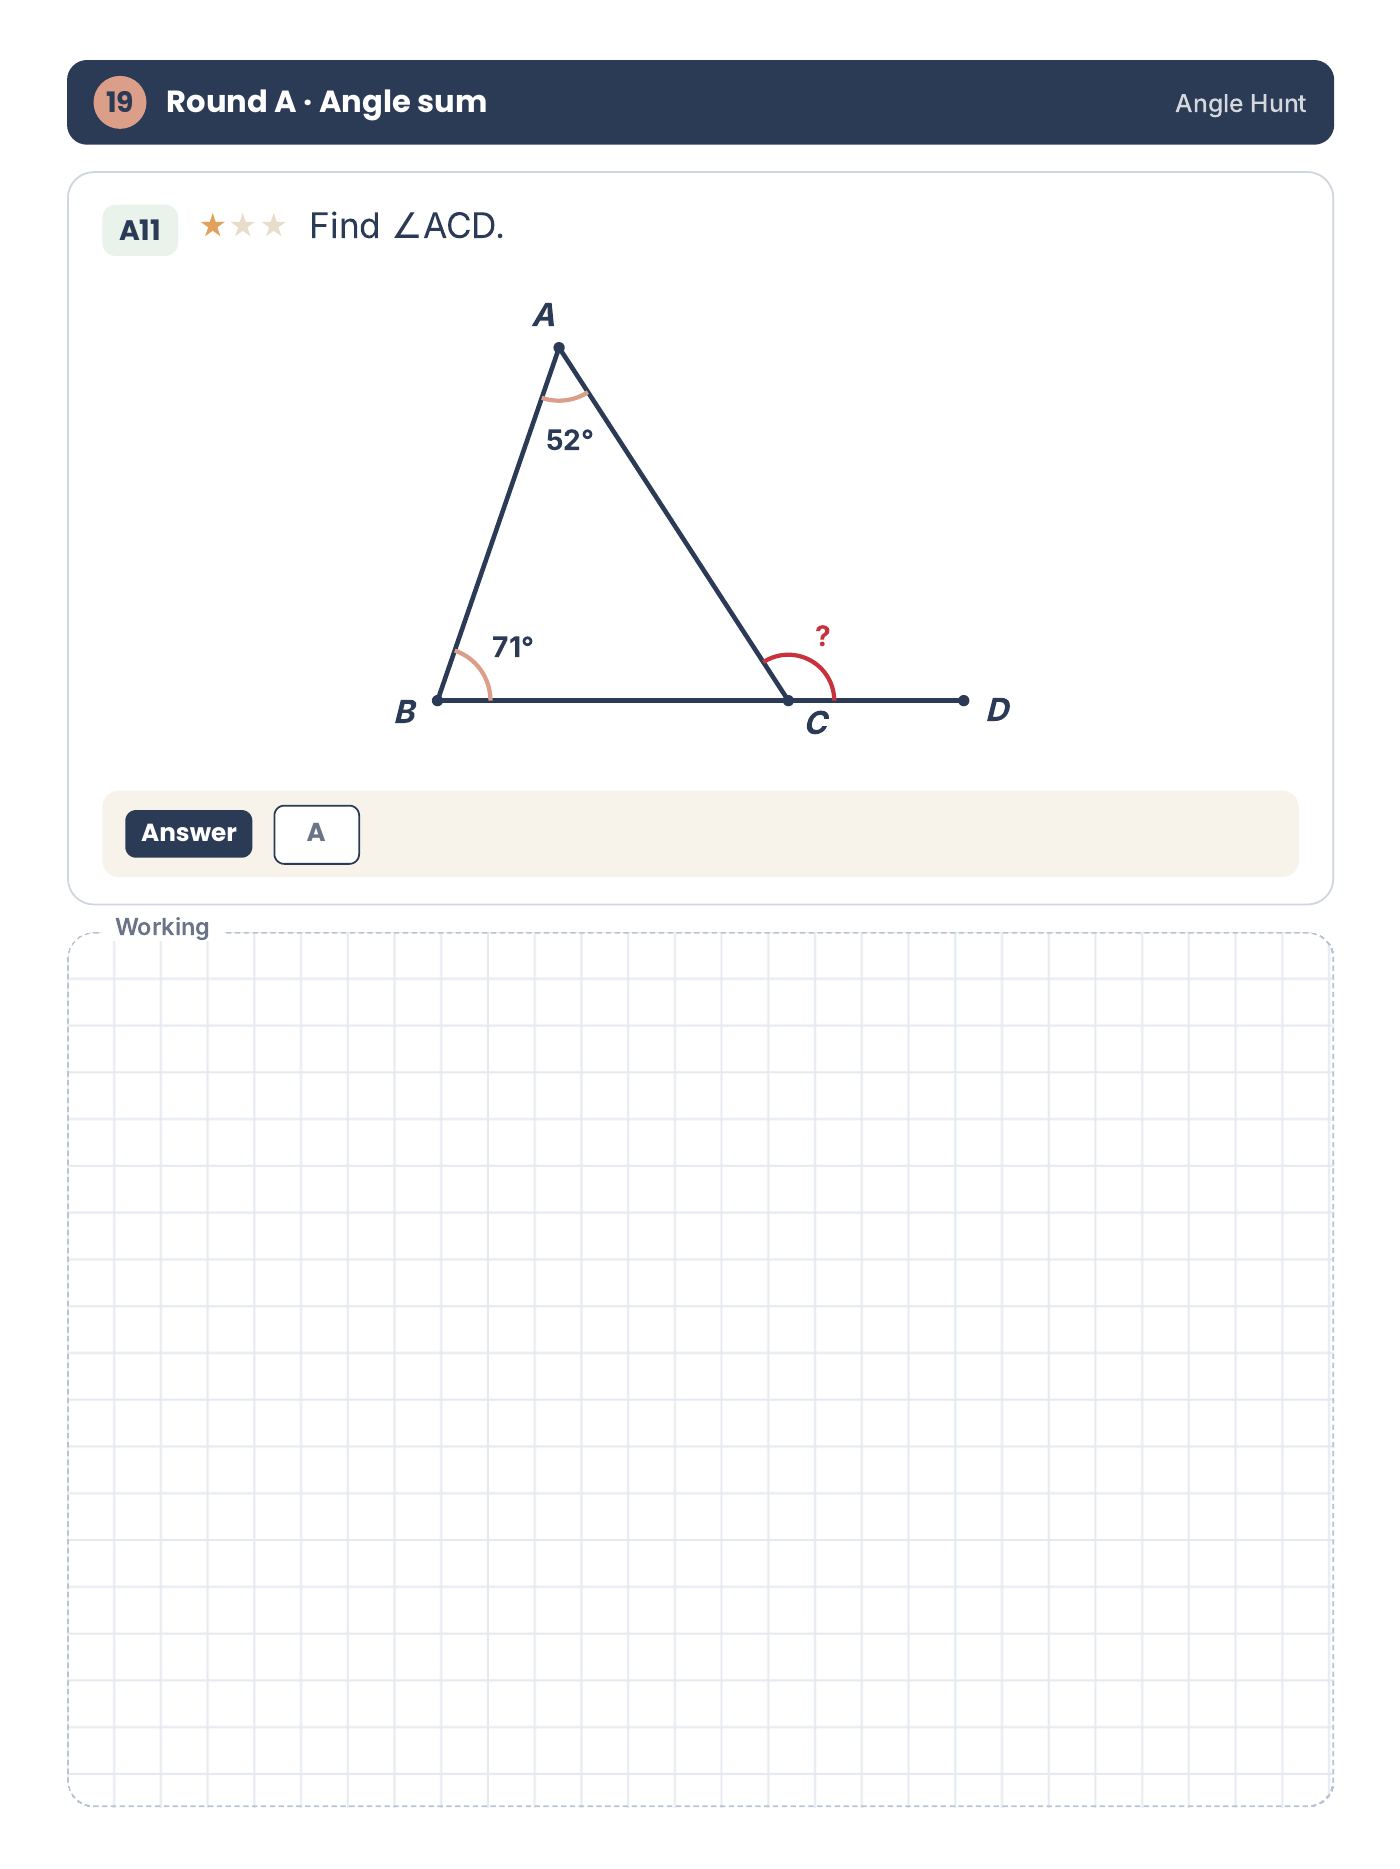 19 Round A · Angle sum Angle Hunt
A11 ★★★ Find ∠ACD.
A
52°
71°
?
B
C
D
Answer A
Working